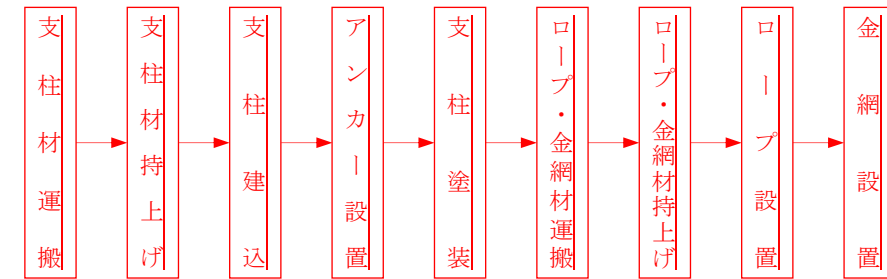 支柱材運搬
支柱材持上げ
支柱建込
アンカー設置
支柱塗装
ロープ・金網材運搬
ロープ・金網材持上げ
ロープ設置
金網設置